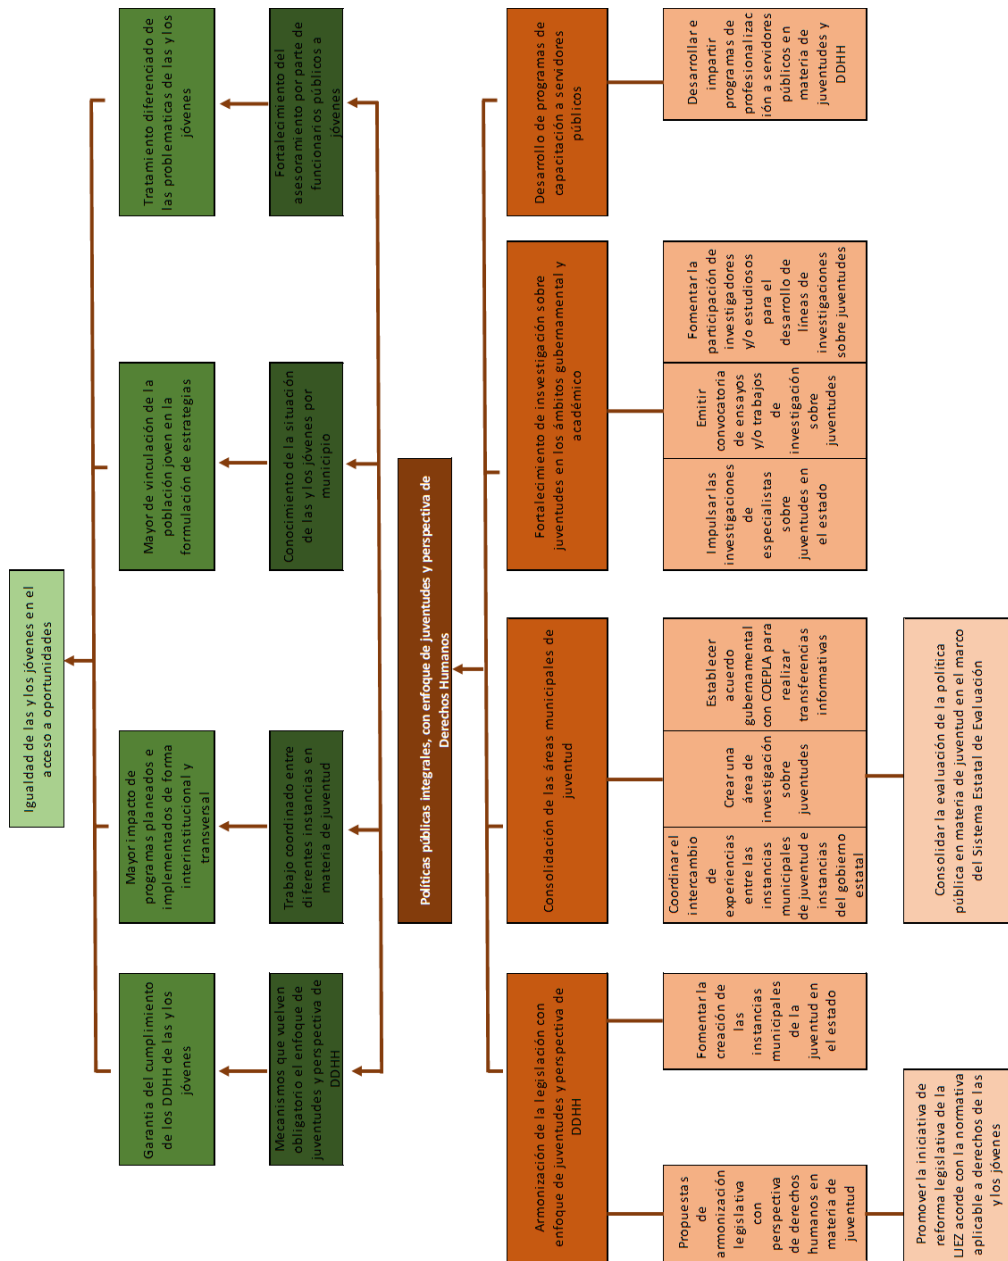 Igualdad de las y los jóvenes en el
acceso a oportunidades
Garantia del cumplimiento
de los DDHH de las y los
jóvenes
Mayor impacto de
programas planeados e
implementados de forma
interinstitucional y
transversal
Mayor de vinculación de la
población joven en la
formulación de estrategias
Tratamiento diferenciado de
las problematicas de las y los
jóvenes
Mecanismos que vuelven
obligatorio el enfoque de
juventudes y perspectiva de
DDHH
Trabajo coordinado entre
diferentes instancias en
materia de juventud
Conocimiento de la situación
de las y los jóvenes por
municipio
Fortalecimiento del
asesoramiento por parte de
funcionarios públicos a
jóvenes
Políticas públicas integrales, con enfoque de juventudes y perspectiva de
Derechos Humanos
Armonización de la legislación con
enfoque de juventudes y perspectiva de
DDHH
Consolidación de las áreas municipales de
juventud
Fortalecimiento de insvestigación sobre
juventudes en los ámbitos gubernamental y
académico
Desarrollo de programas de
capacitación a servidores
públicos
Propuestas
de
armonización
legislativa
con
perspectiva
de derechos
humanos en
materia de
juventud
Fomentar la
creación de
las
instancias
municipales
de la
juventud en
el estado
Coordinar el
intercambio
de
experiencias
entre las
instancias
municipales
de juventud e
instancias
del gobierno
estatal
Crear una
área de
investigación
sobre
juventudes
Establecer
acuerdo
gubernamental
con COEPLA para
realizar
transferencias
informativas
Impulsar las
investigaciones
de
especialistas
sobre
juventudes en
el estado
Emitir
convocatoria
de ensayos
y/o trabajos
de
investigación
sobre
juventudes
Fomentar la
participación de
investigadores
y/o estudiosos
para el
desarrollo de
líneas de
investigaciones
sobre juventudes
Desarrollar e
impartir
programas de
profesionalizac
ión a servidores
públicos en
materia de
juventudes y
DDHH
Promover la iniciativa de
reforma legislativa de la
LJEZ acorde con la normativa
aplicable a derechos de las
y los jóvenes
Consolidar la evaluación de la política
pública en materia de juventud en el marco
del Sistema Estatal de Evaluación